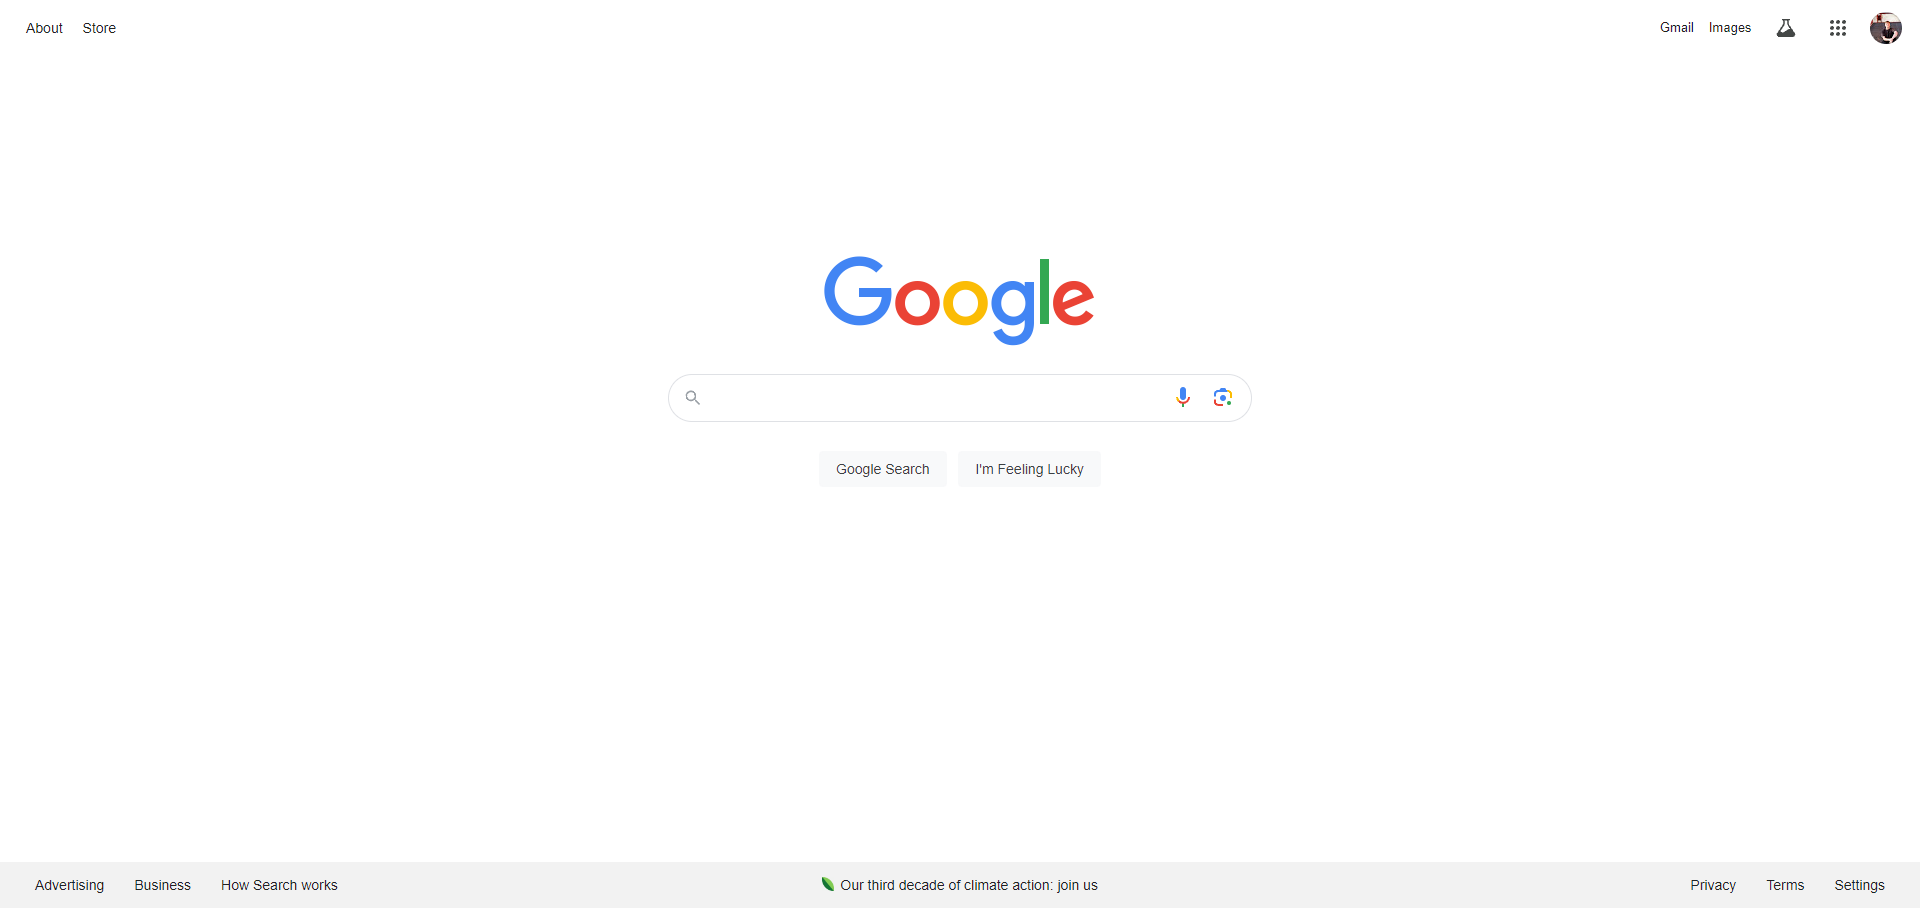 About Store
Gmail Images
Google
Google Search I'm Feeling Lucky
Advertising Business How Search works
Our third decade of climate action: join us
Privacy Terms Settings